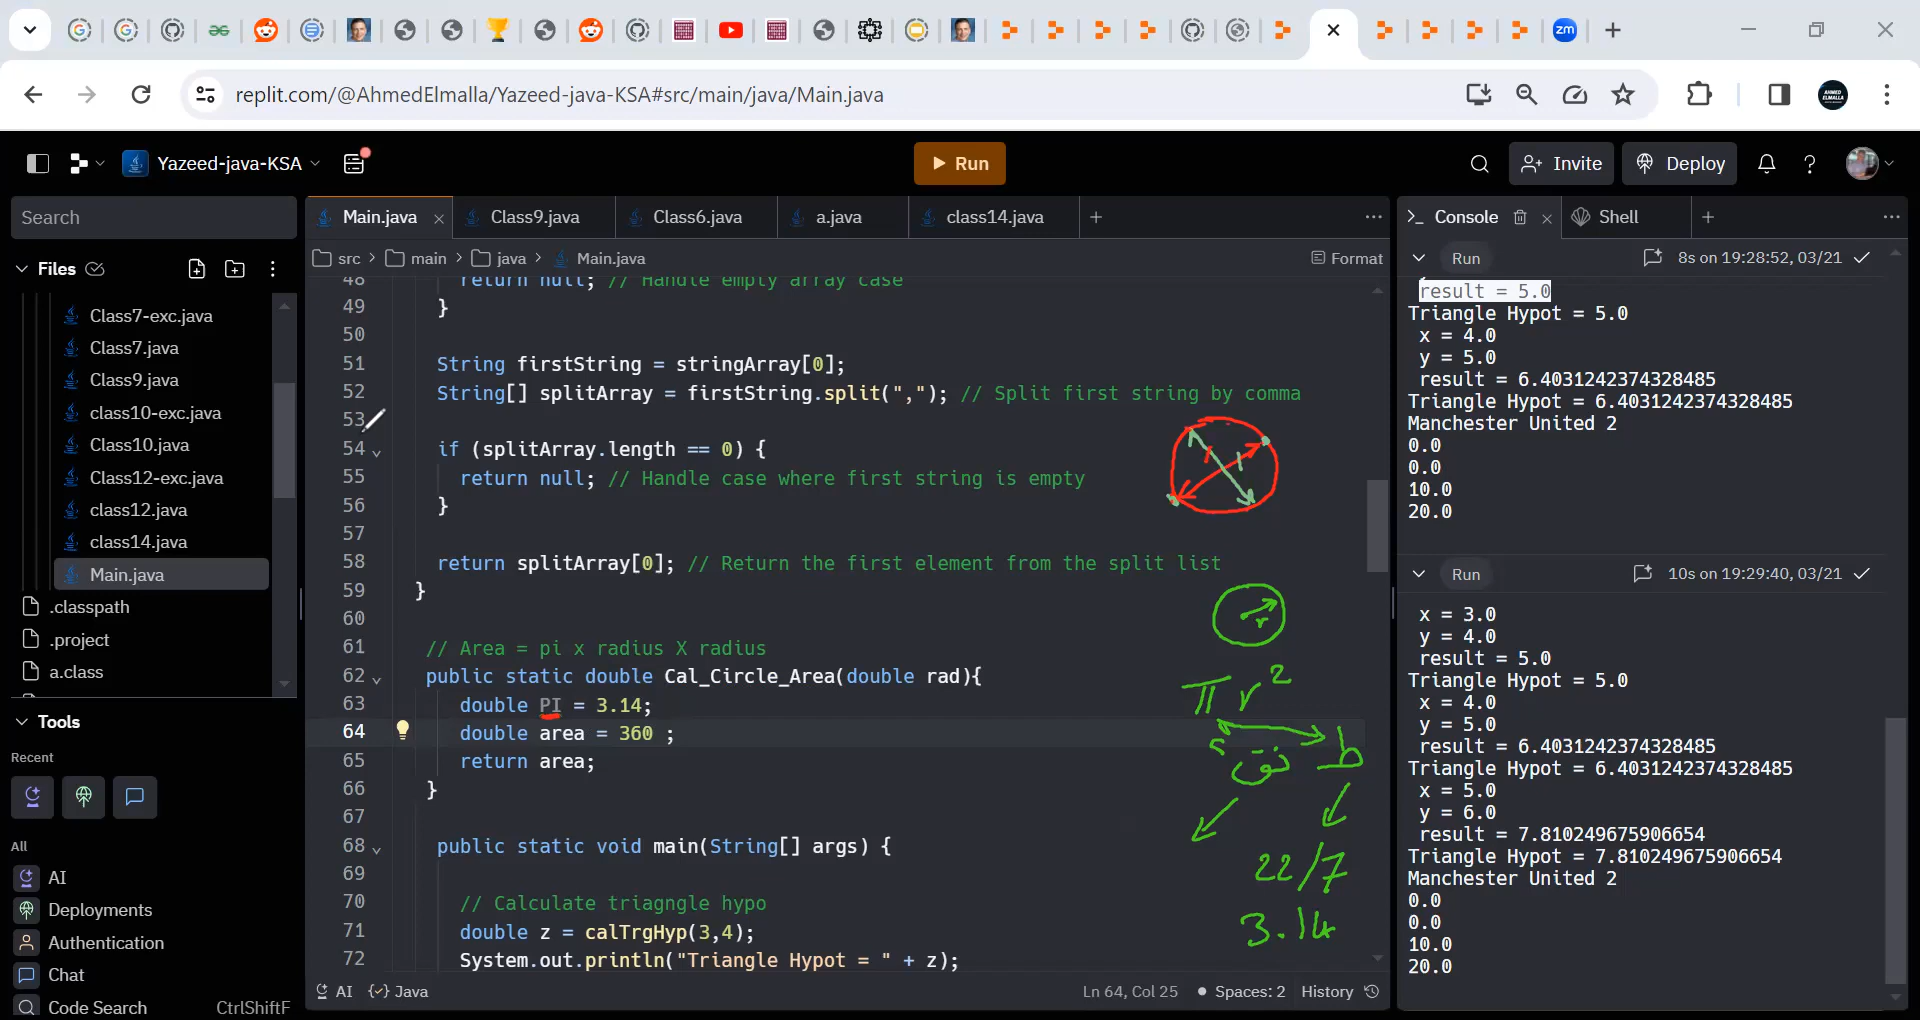 replit.com/@AhmedElmalla/Yazeed-java-KSA#src/main/java/Main.java
zm
AHMED
ELMALLA
Yazeed-java-KSA
Run
Invite
Deploy
Search
Files
Class7-exc.java
Class7.java
Class9.java
class10-exc.java
Class10.java
Class12-exc.java
class12.java
class14.java
Main.java
.classpath
.project
a.class
Tools
Recent
All
AI
Deployments
Authentication
Chat
Code Search CtrlShiftF
Main.java
Class9.java
Class6.java
a.java
class14.java
src > main > java > Main.java
Format
48 return null; // Handle empty array case
49 }
50
51 String firstString = stringArray[0];
52 String[] splitArray = firstString.split(","); // Split first string by comma
53
54 if (splitArray.length == 0) {
55 return null; // Handle case where first string is empty
56 }
57
58 return splitArray[0]; // Return the first element from the split list
59 }
60
61 // Area = pi x radius X radius
62 public static double Cal_Circle_Area(double rad){
63 double PI = 3.14;
64 double area = 360 ;
65 return area;
66 }
67
68 public static void main(String[] args) {
69
70 // Calculate triagngle hypo
71 double z = calTrgHyp(3,4);
72 System.out.println("Triangle Hypot = " + z);
r
π r²
ط نق ٢
22/7
3.14
AI
Java
Ln 64, Col 25
Spaces: 2
History
Console
Shell
Run
8s on 19:28:52, 03/21
result = 5.0
Triangle Hypot = 5.0
x = 4.0
y = 5.0
result = 6.4031242374328485
Triangle Hypot = 6.4031242374328485
Manchester United 2
0.0
0.0
10.0
20.0
Run
10s on 19:29:40, 03/21
x = 3.0
y = 4.0
result = 5.0
Triangle Hypot = 5.0
x = 4.0
y = 5.0
result = 6.4031242374328485
Triangle Hypot = 6.4031242374328485
x = 5.0
y = 6.0
result = 7.810249675906654
Triangle Hypot = 7.810249675906654
Manchester United 2
0.0
0.0
10.0
20.0